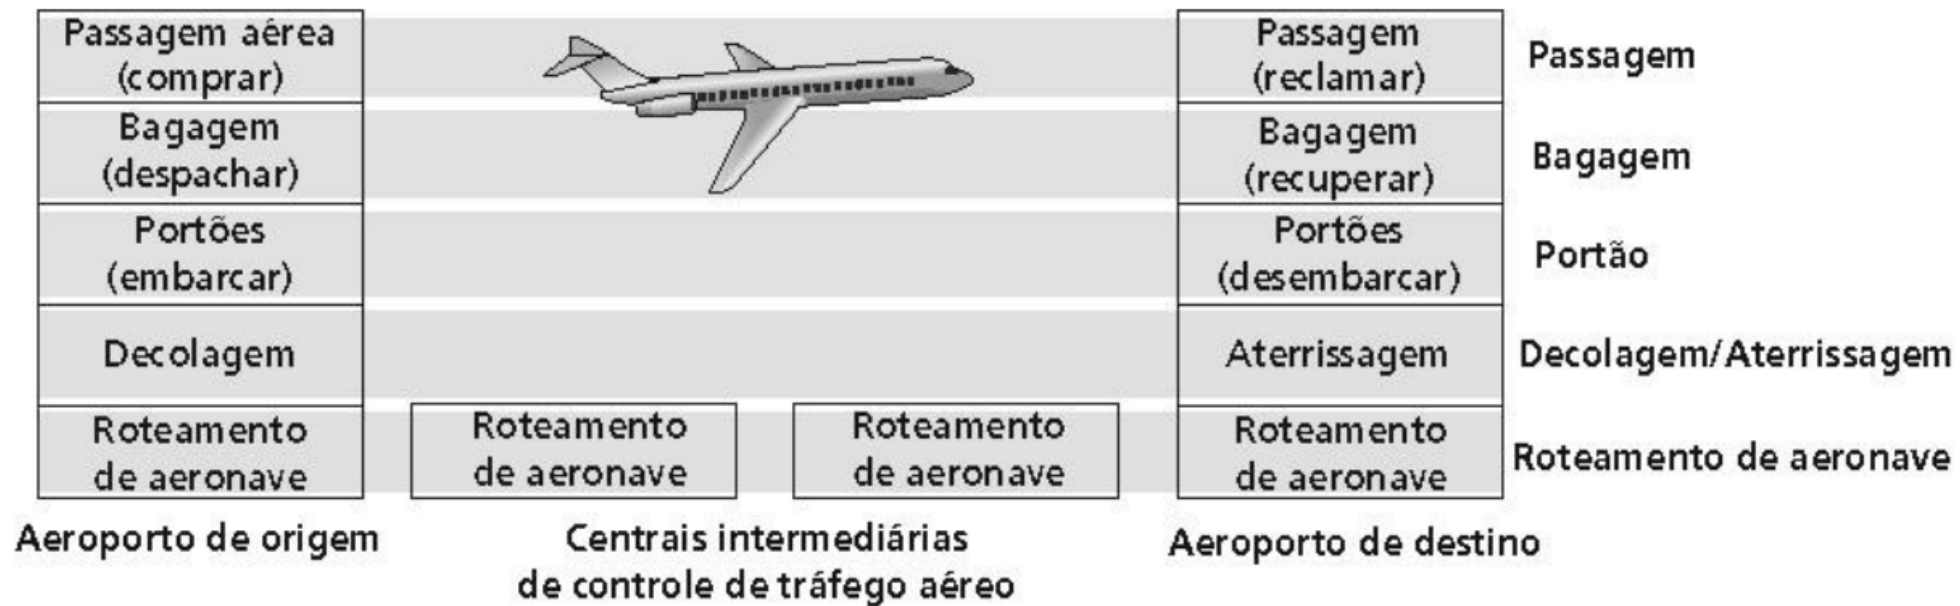 Passagem aérea
(comprar)
Passagem
(reclamar)
Passagem
Bagagem
(despachar)
Bagagem
(recuperar)
Bagagem
Portões
(embarcar)
Portões
(desembarcar)
Portão
Decolagem
Aterrissagem
Decolagem/Aterrissagem
Roteamento
de aeronave
Roteamento
de aeronave
Roteamento
de aeronave
Roteamento
de aeronave
Roteamento de aeronave
Aeroporto de origem
Centrais intermediárias
de controle de tráfego aéreo
Aeroporto de destino